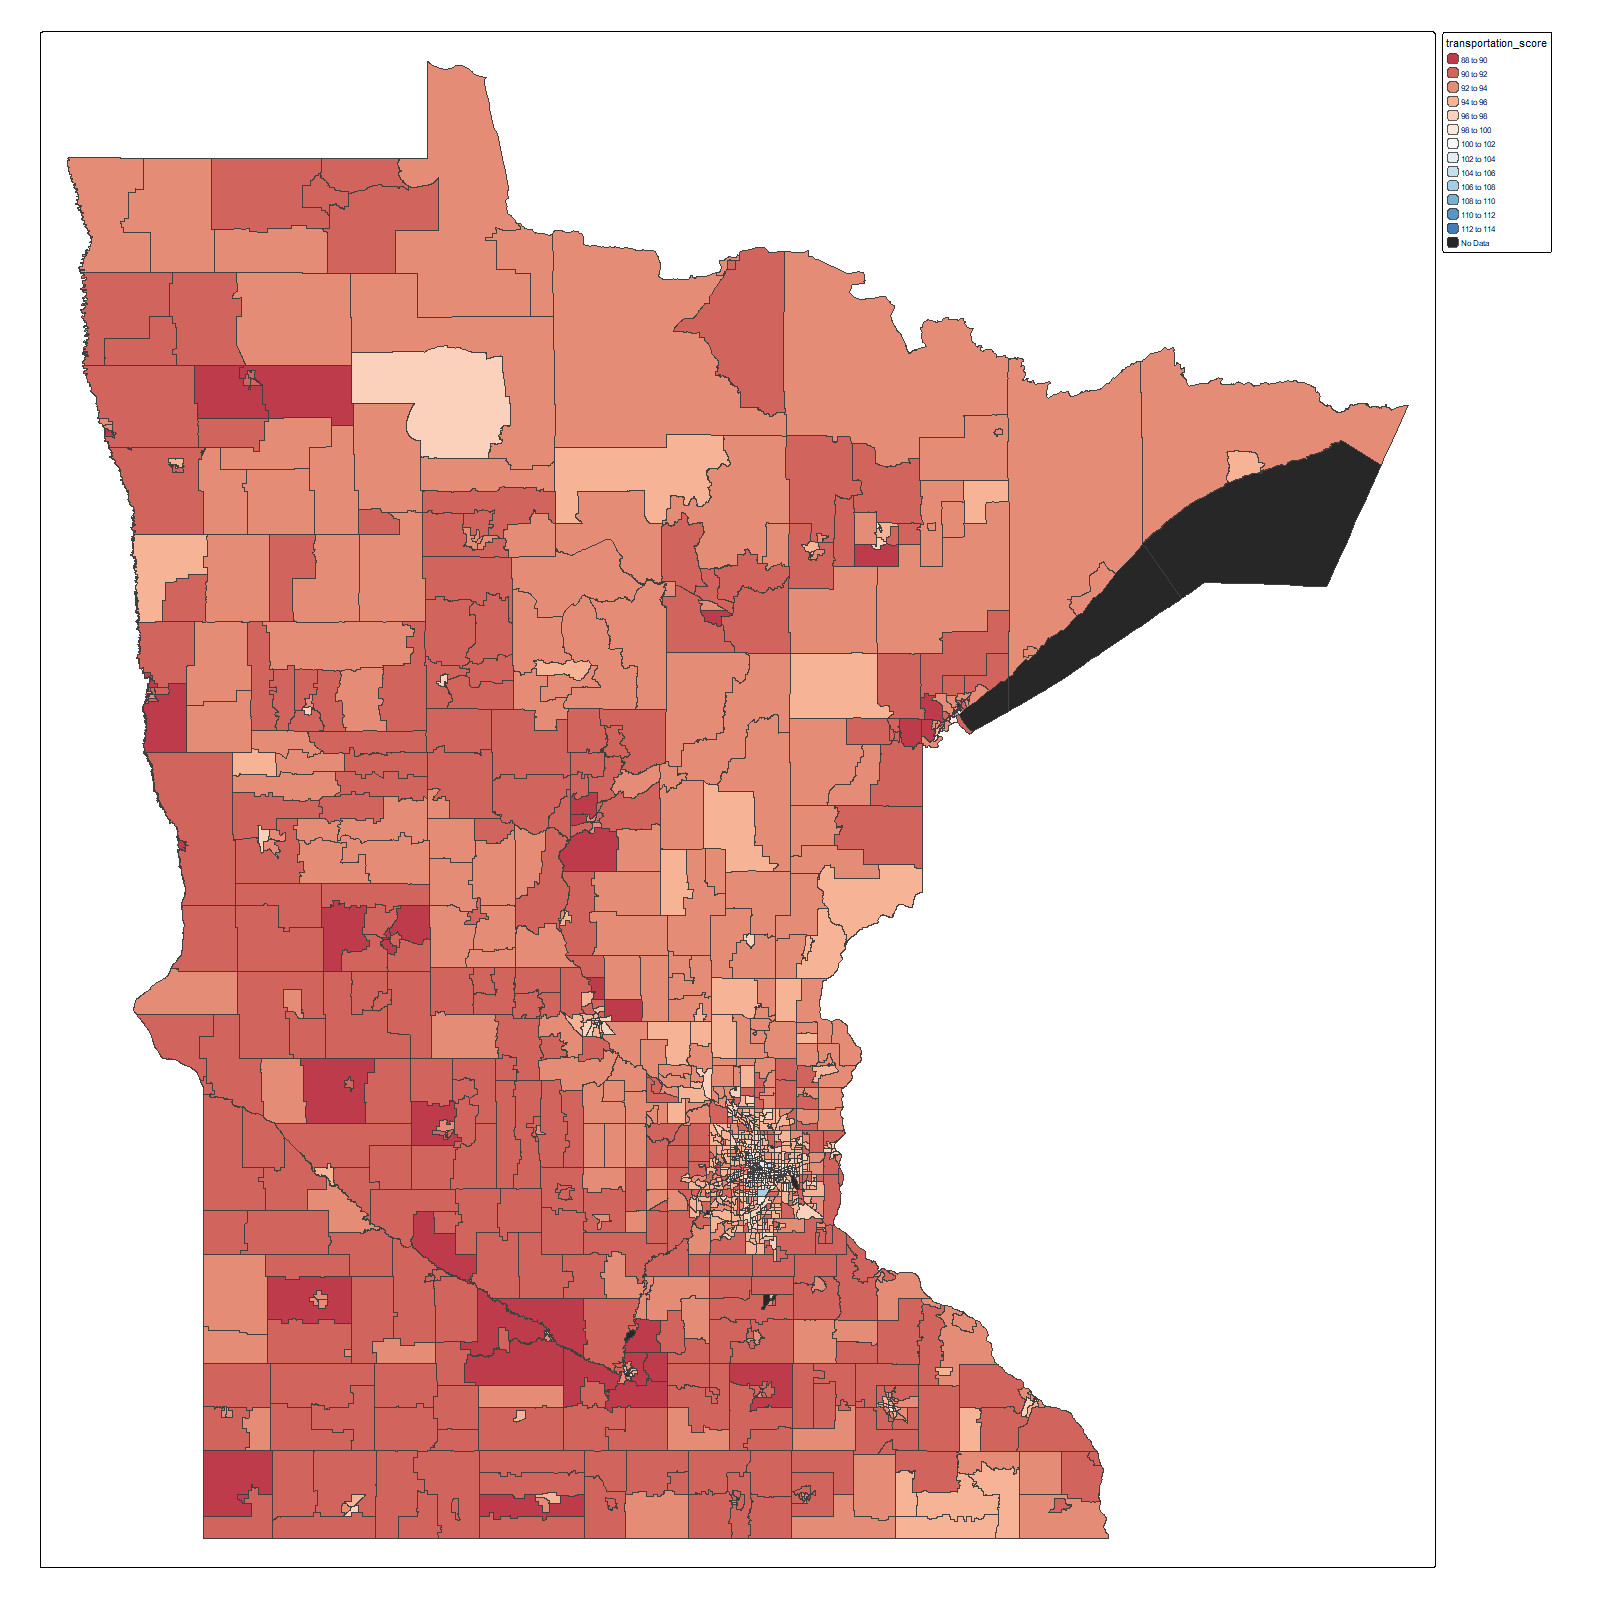 transportation_score
88 to 90
90 to 92
92 to 94
94 to 96
96 to 98
98 to 100
100 to 102
102 to 104
104 to 106
106 to 108
108 to 110
110 to 112
112 to 114
No Data